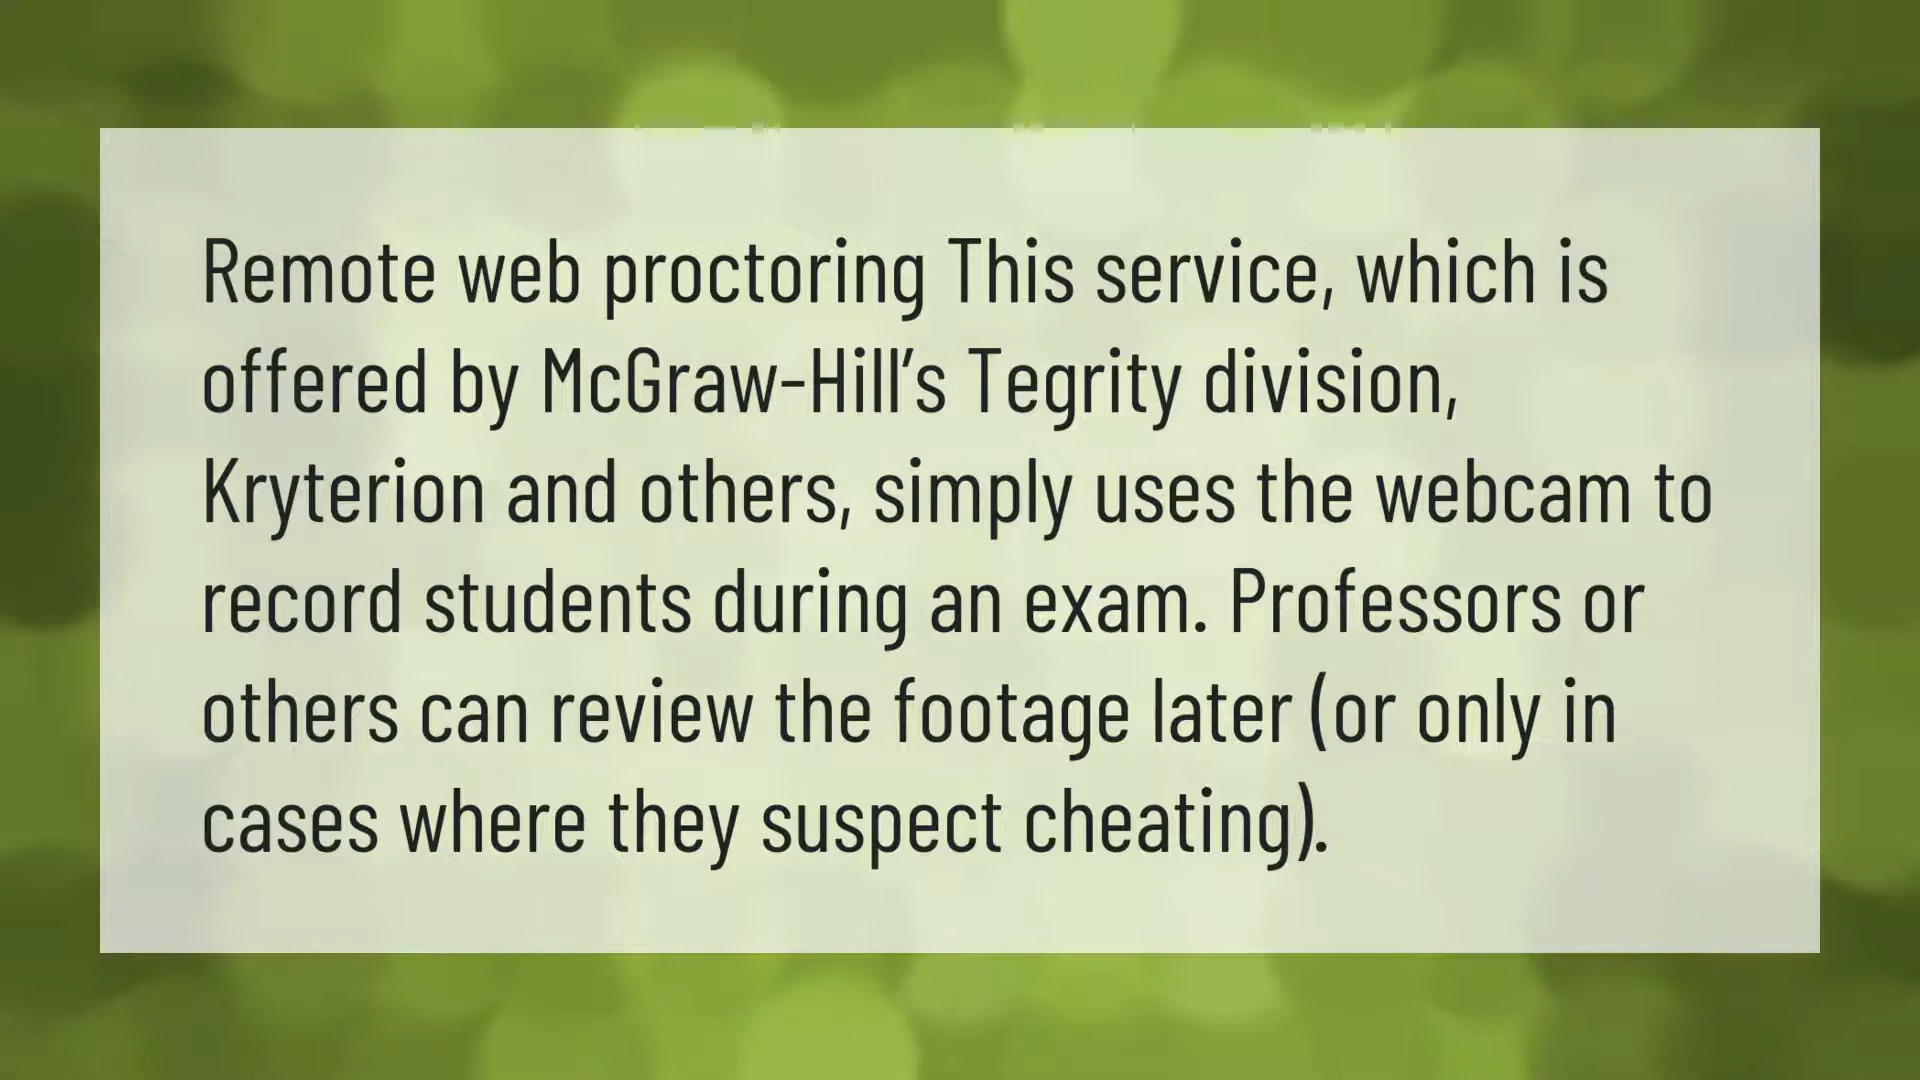 Remote web proctoring This service, which is
offered by McGraw-Hill’s Tegrity division,
Kryterion and others, simply uses the webcam to
record students during an exam. Professors or
others can review the footage later (or only in
cases where they suspect cheating).